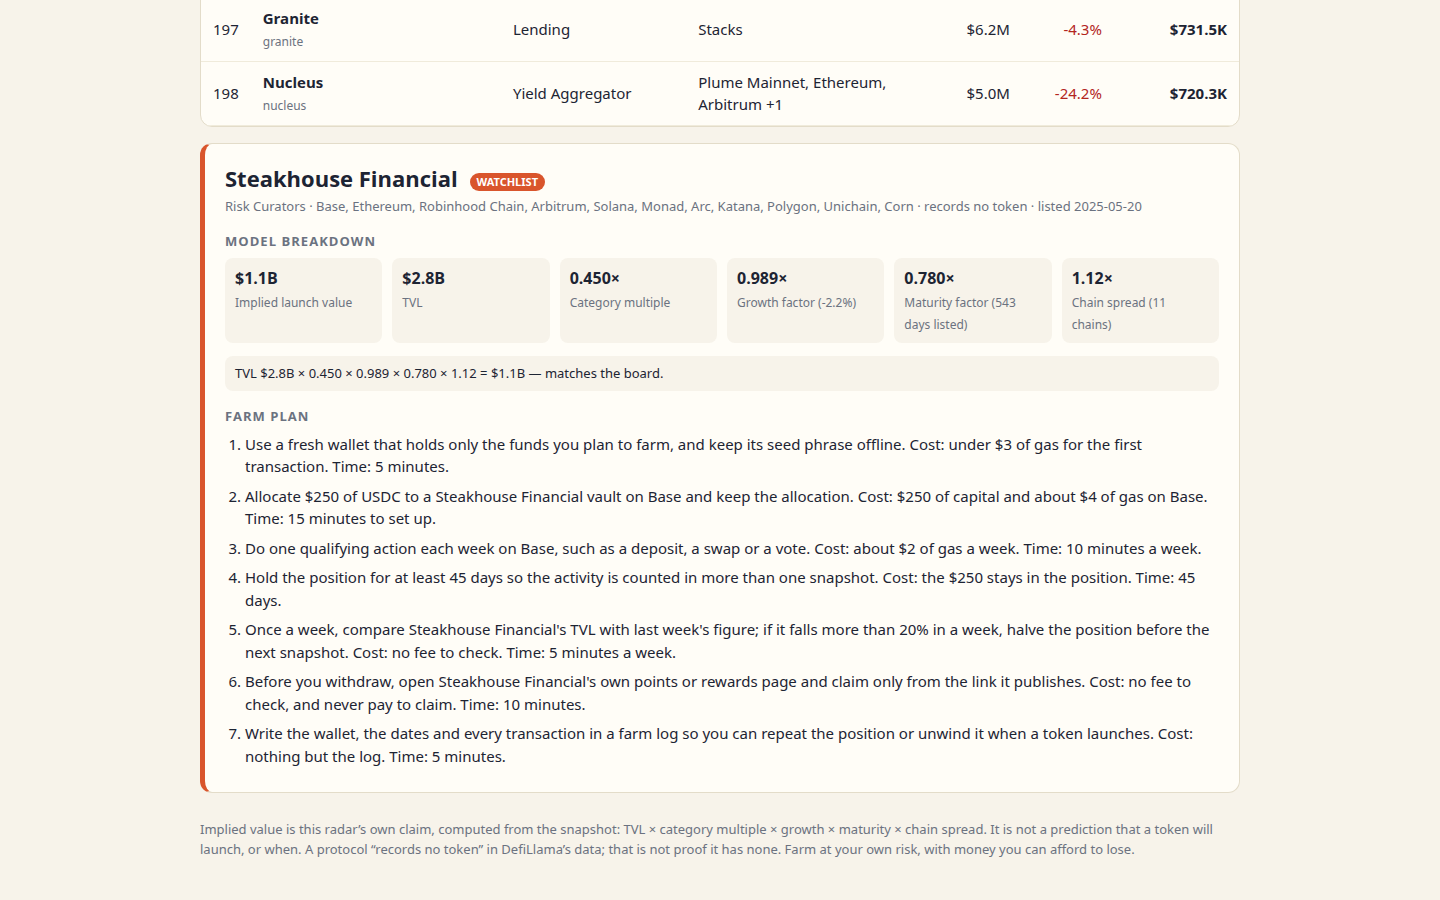 197 Granite Lending Stacks $6.2M -4.3% $731.5K
granite
198 Nucleus Yield Aggregator Plume Mainnet, Ethereum, Arbitrum +1 $5.0M -24.2% $720.3K
nucleus
Steakhouse Financial WATCHLIST
Risk Curators · Base, Ethereum, Robinhood Chain, Arbitrum, Solana, Monad, Arc, Katana, Polygon, Unichain, Corn · records no token · listed 2025-05-20
MODEL BREAKDOWN
$1.1B
Implied launch value
$2.8B
TVL
0.450×
Category multiple
0.989×
Growth factor (-2.2%)
0.780×
Maturity factor (543
days listed)
1.12×
Chain spread (11
chains)
TVL $2.8B × 0.450 × 0.989 × 0.780 × 1.12 = $1.1B — matches the board.
FARM PLAN
1. Use a fresh wallet that holds only the funds you plan to farm, and keep its seed phrase offline. Cost: under $3 of gas for the first
transaction. Time: 5 minutes.
2. Allocate $250 of USDC to a Steakhouse Financial vault on Base and keep the allocation. Cost: $250 of capital and about $4 of gas on Base.
Time: 15 minutes to set up.
3. Do one qualifying action each week on Base, such as a deposit, a swap or a vote. Cost: about $2 of gas a week. Time: 10 minutes a week.
4. Hold the position for at least 45 days so the activity is counted in more than one snapshot. Cost: the $250 stays in the position. Time: 45
days.
5. Once a week, compare Steakhouse Financial's TVL with last week's figure; if it falls more than 20% in a week, halve the position before the
next snapshot. Cost: no fee to check. Time: 5 minutes a week.
6. Before you withdraw, open Steakhouse Financial's own points or rewards page and claim only from the link it publishes. Cost: no fee to
check, and never pay to claim. Time: 10 minutes.
7. Write the wallet, the dates and every transaction in a farm log so you can repeat the position or unwind it when a token launches. Cost:
nothing but the log. Time: 5 minutes.
Implied value is this radar’s own claim, computed from the snapshot: TVL × category multiple × growth × maturity × chain spread. It is not a prediction that a token will
launch, or when. A protocol “records no token” in DefiLlama’s data; that is not proof it has none. Farm at your own risk, with money you can afford to lose.